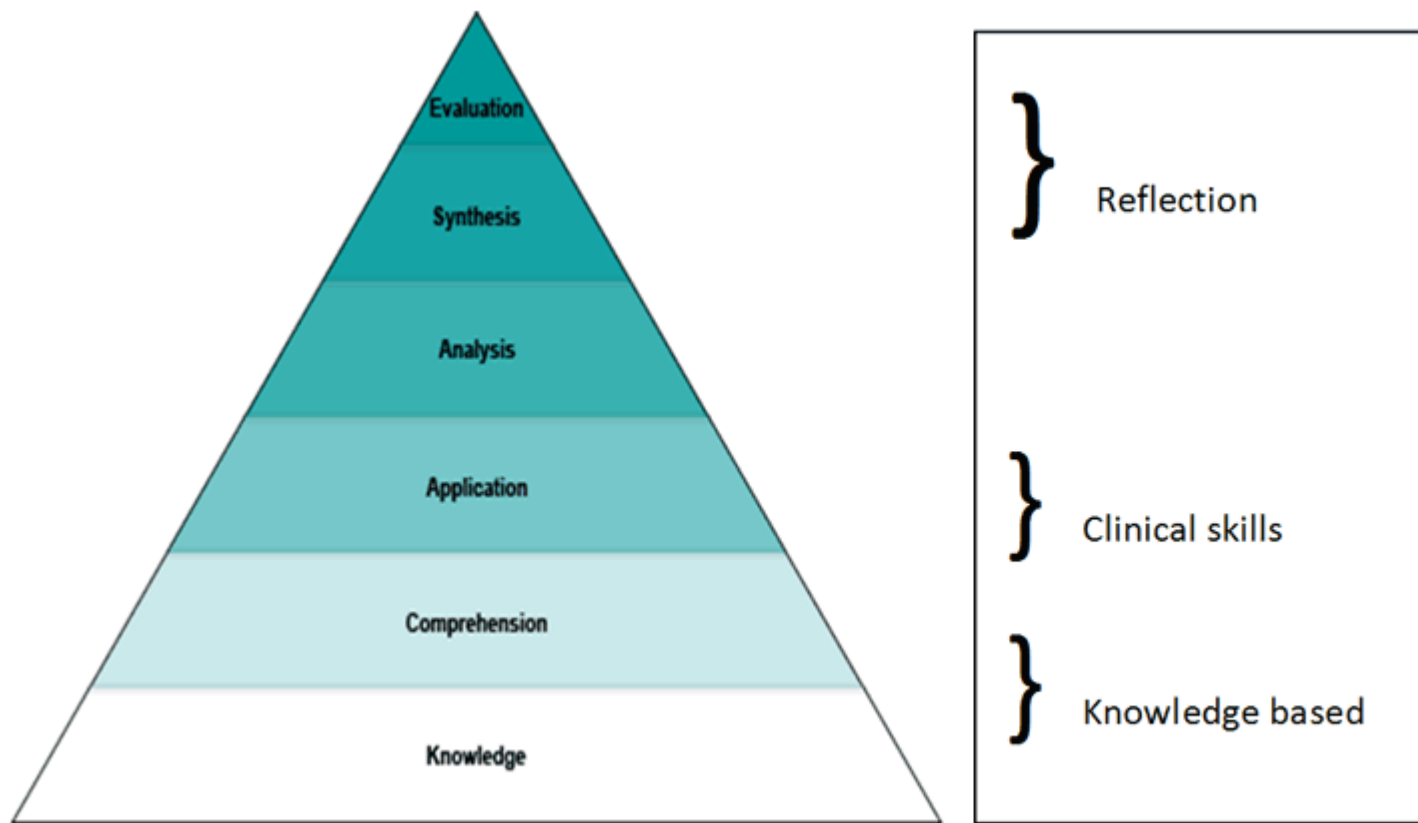 Evaluation
Synthesis
Analysis
Application
Comprehension
Knowledge
Reflection
Clinical skills
Knowledge based